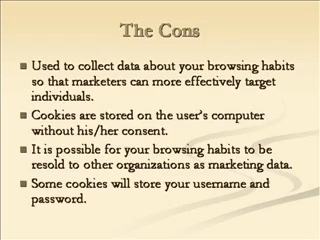 The Cons
Used to collect data about your browsing habits
so that marketers can more effectively target
individuals.
Cookies are stored on the user's computer
without his/her consent.
It is possible for your browsing habits to be
resold to other organizations as marketing data.
Some cookies will store your username and
password.